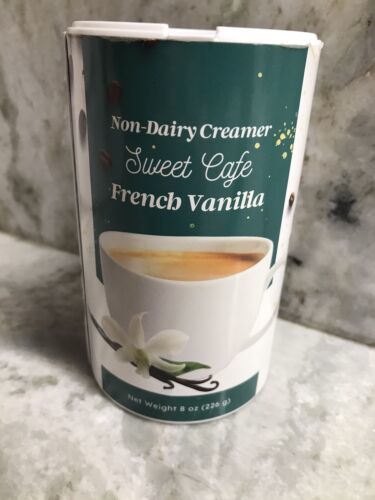 Non-Dairy Creamer
Sweet Cafe
French Vanilla
Net Weight 8 oz (226 g)